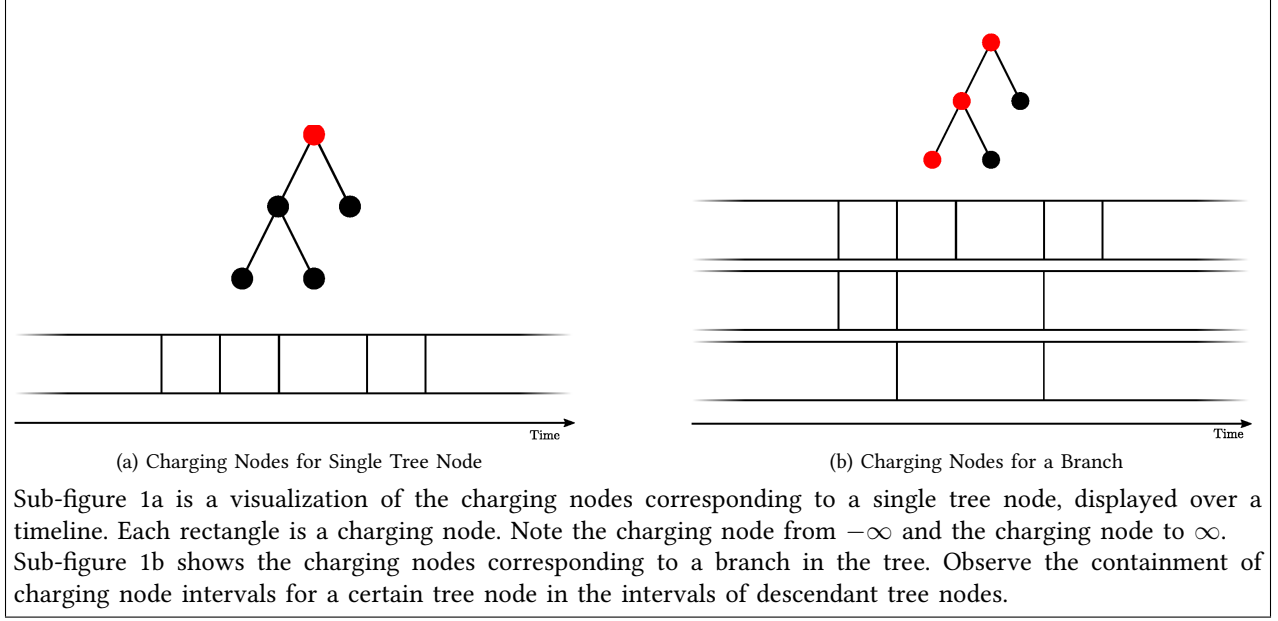 Time
Time
(a) Charging Nodes for Single Tree Node
(b) Charging Nodes for a Branch
Sub-figure 1a is a visualization of the charging nodes corresponding to a single tree node, displayed over a
timeline. Each rectangle is a charging node. Note the charging node from −∞ and the charging node to ∞.
Sub-figure 1b shows the charging nodes corresponding to a branch in the tree. Observe the containment of
charging node intervals for a certain tree node in the intervals of descendant tree nodes.